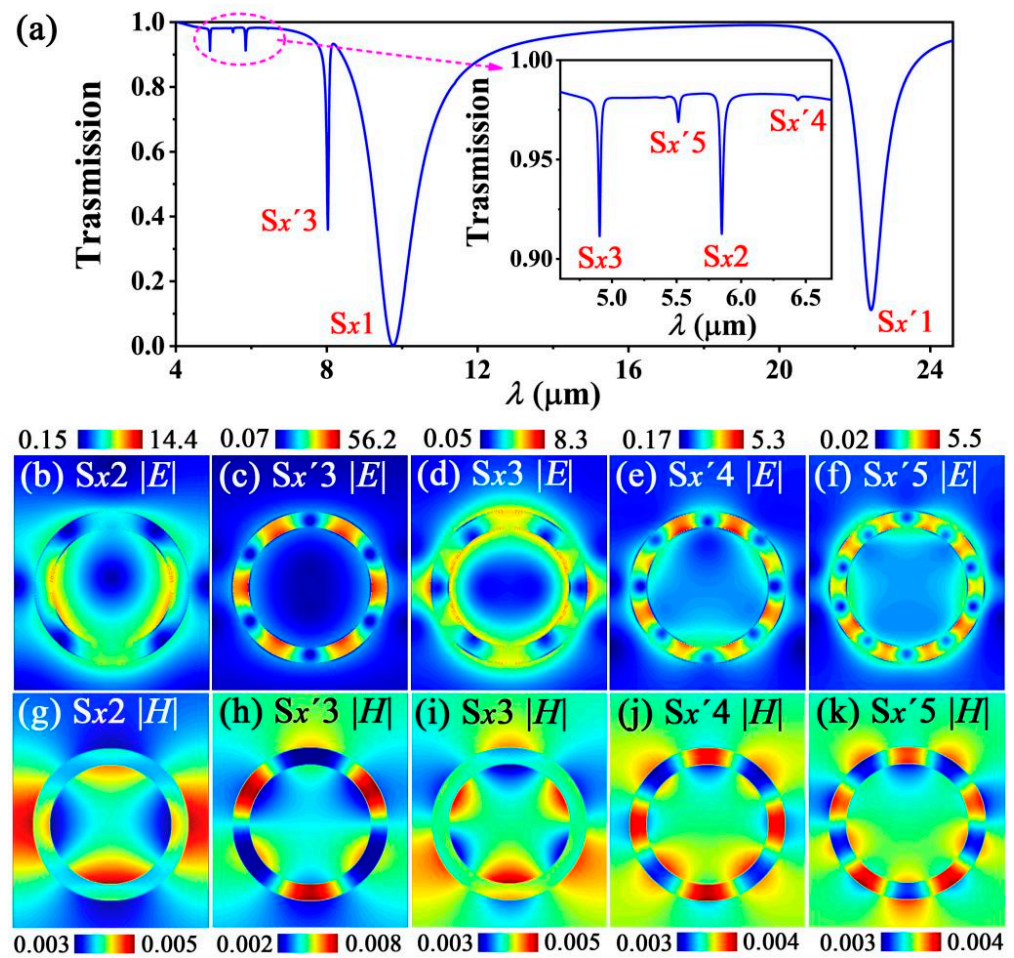 (a)
1.0
0.8
0.6
0.4
0.2
0.0
Trasmission
4
8
12
16
20
24
λ (μm)
Sx´3
Sx1
Sx´1
1.00
0.95
0.90
Trasmission
5.0
5.5
6.0
6.5
λ (μm)
Sx3
Sx´5
Sx2
Sx´4
0.15 14.4 0.07 56.2 0.05 8.3 0.17 5.3 0.02 5.5
(b) Sx2 |E| (c) Sx´3 |E| (d) Sx3 |E| (e) Sx´4 |E| (f) Sx´5 |E|
(g) Sx2 |H| (h) Sx´3 |H| (i) Sx3 |H| (j) Sx´4 |H| (k) Sx´5 |H|
0.003 0.005 0.002 0.008 0.003 0.005 0.003 0.004 0.003 0.004